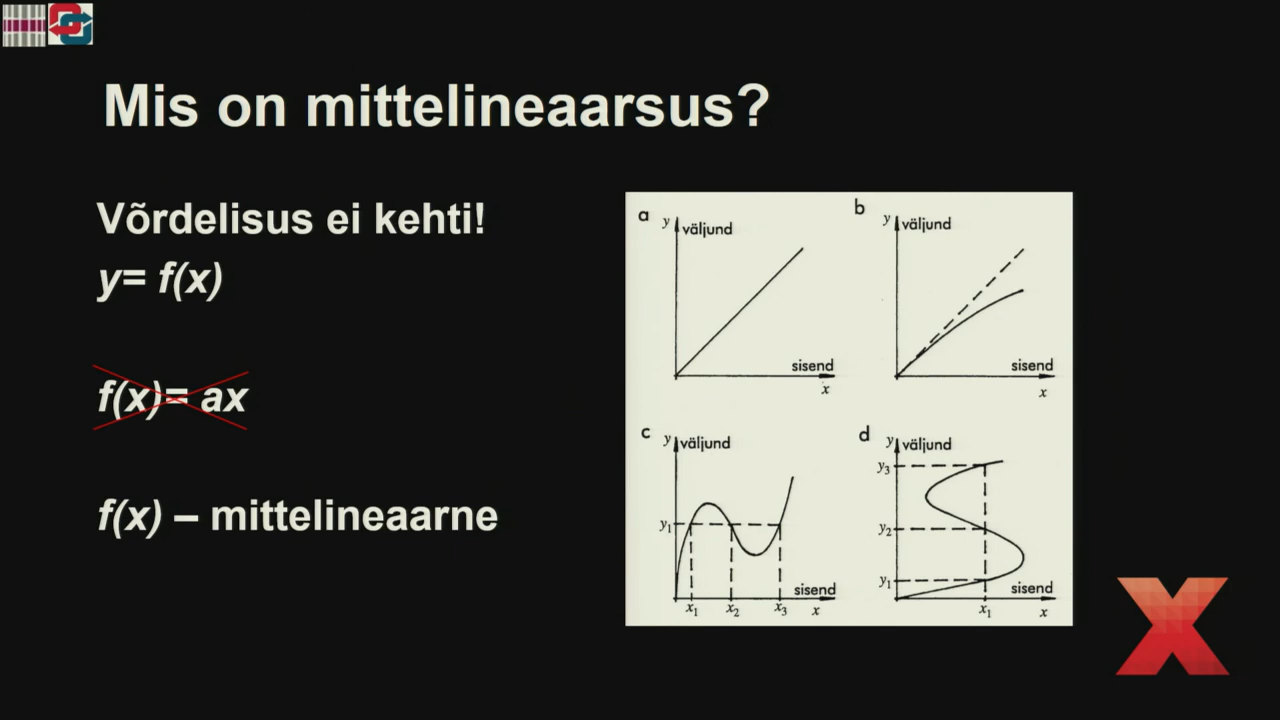 Mis on mittelineaarsus?
Võrdelisus ei kehti!
y= f(x)
f(x)= ax
f(x) – mittelineaarne
a
y
väljund
sisend
x
b
y
väljund
sisend
x
c
y
väljund
y₁
sisend
x₁ x₂ x₃ x
d
y
väljund
y₃
y₂
y₁
sisend
x₁ x
X